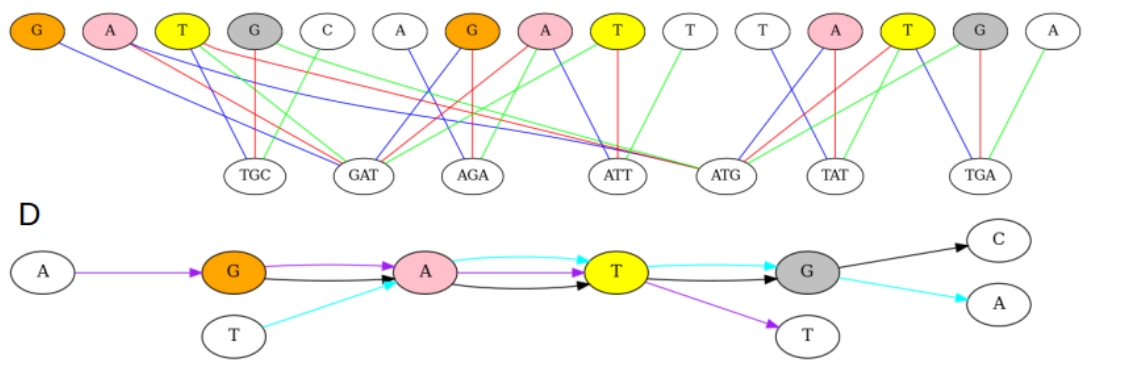 G A T G C A G A T T T A T G A
TGC GAT AGA ATT ATG TAT TGA
D
C
A G A T G
A
T T